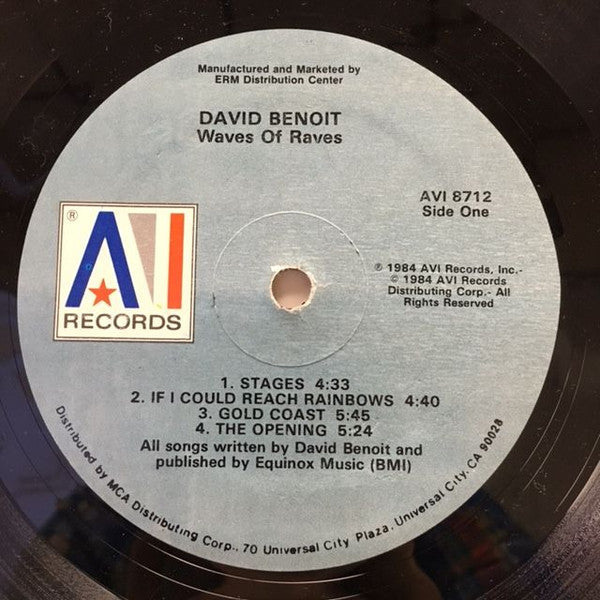 Manufactured and Marketed by
ERM Distribution Center
DAVID BENOIT
Waves Of Raves
AVI 8712
Side One
®
AVI
RECORDS
℗ 1984 AVI Records, Inc.-
© 1984 AVI Records
Distributing Corp.- All
Rights Reserved
1. STAGES 4:33
2. IF I COULD REACH RAINBOWS 4:40
3. GOLD COAST 5:45
4. THE OPENING 5:24
All songs written by David Benoit and
published by Equinox Music (BMI)
Distributed by MCA Distributing Corp., 70 Universal City Plaza, Universal City, CA 90028